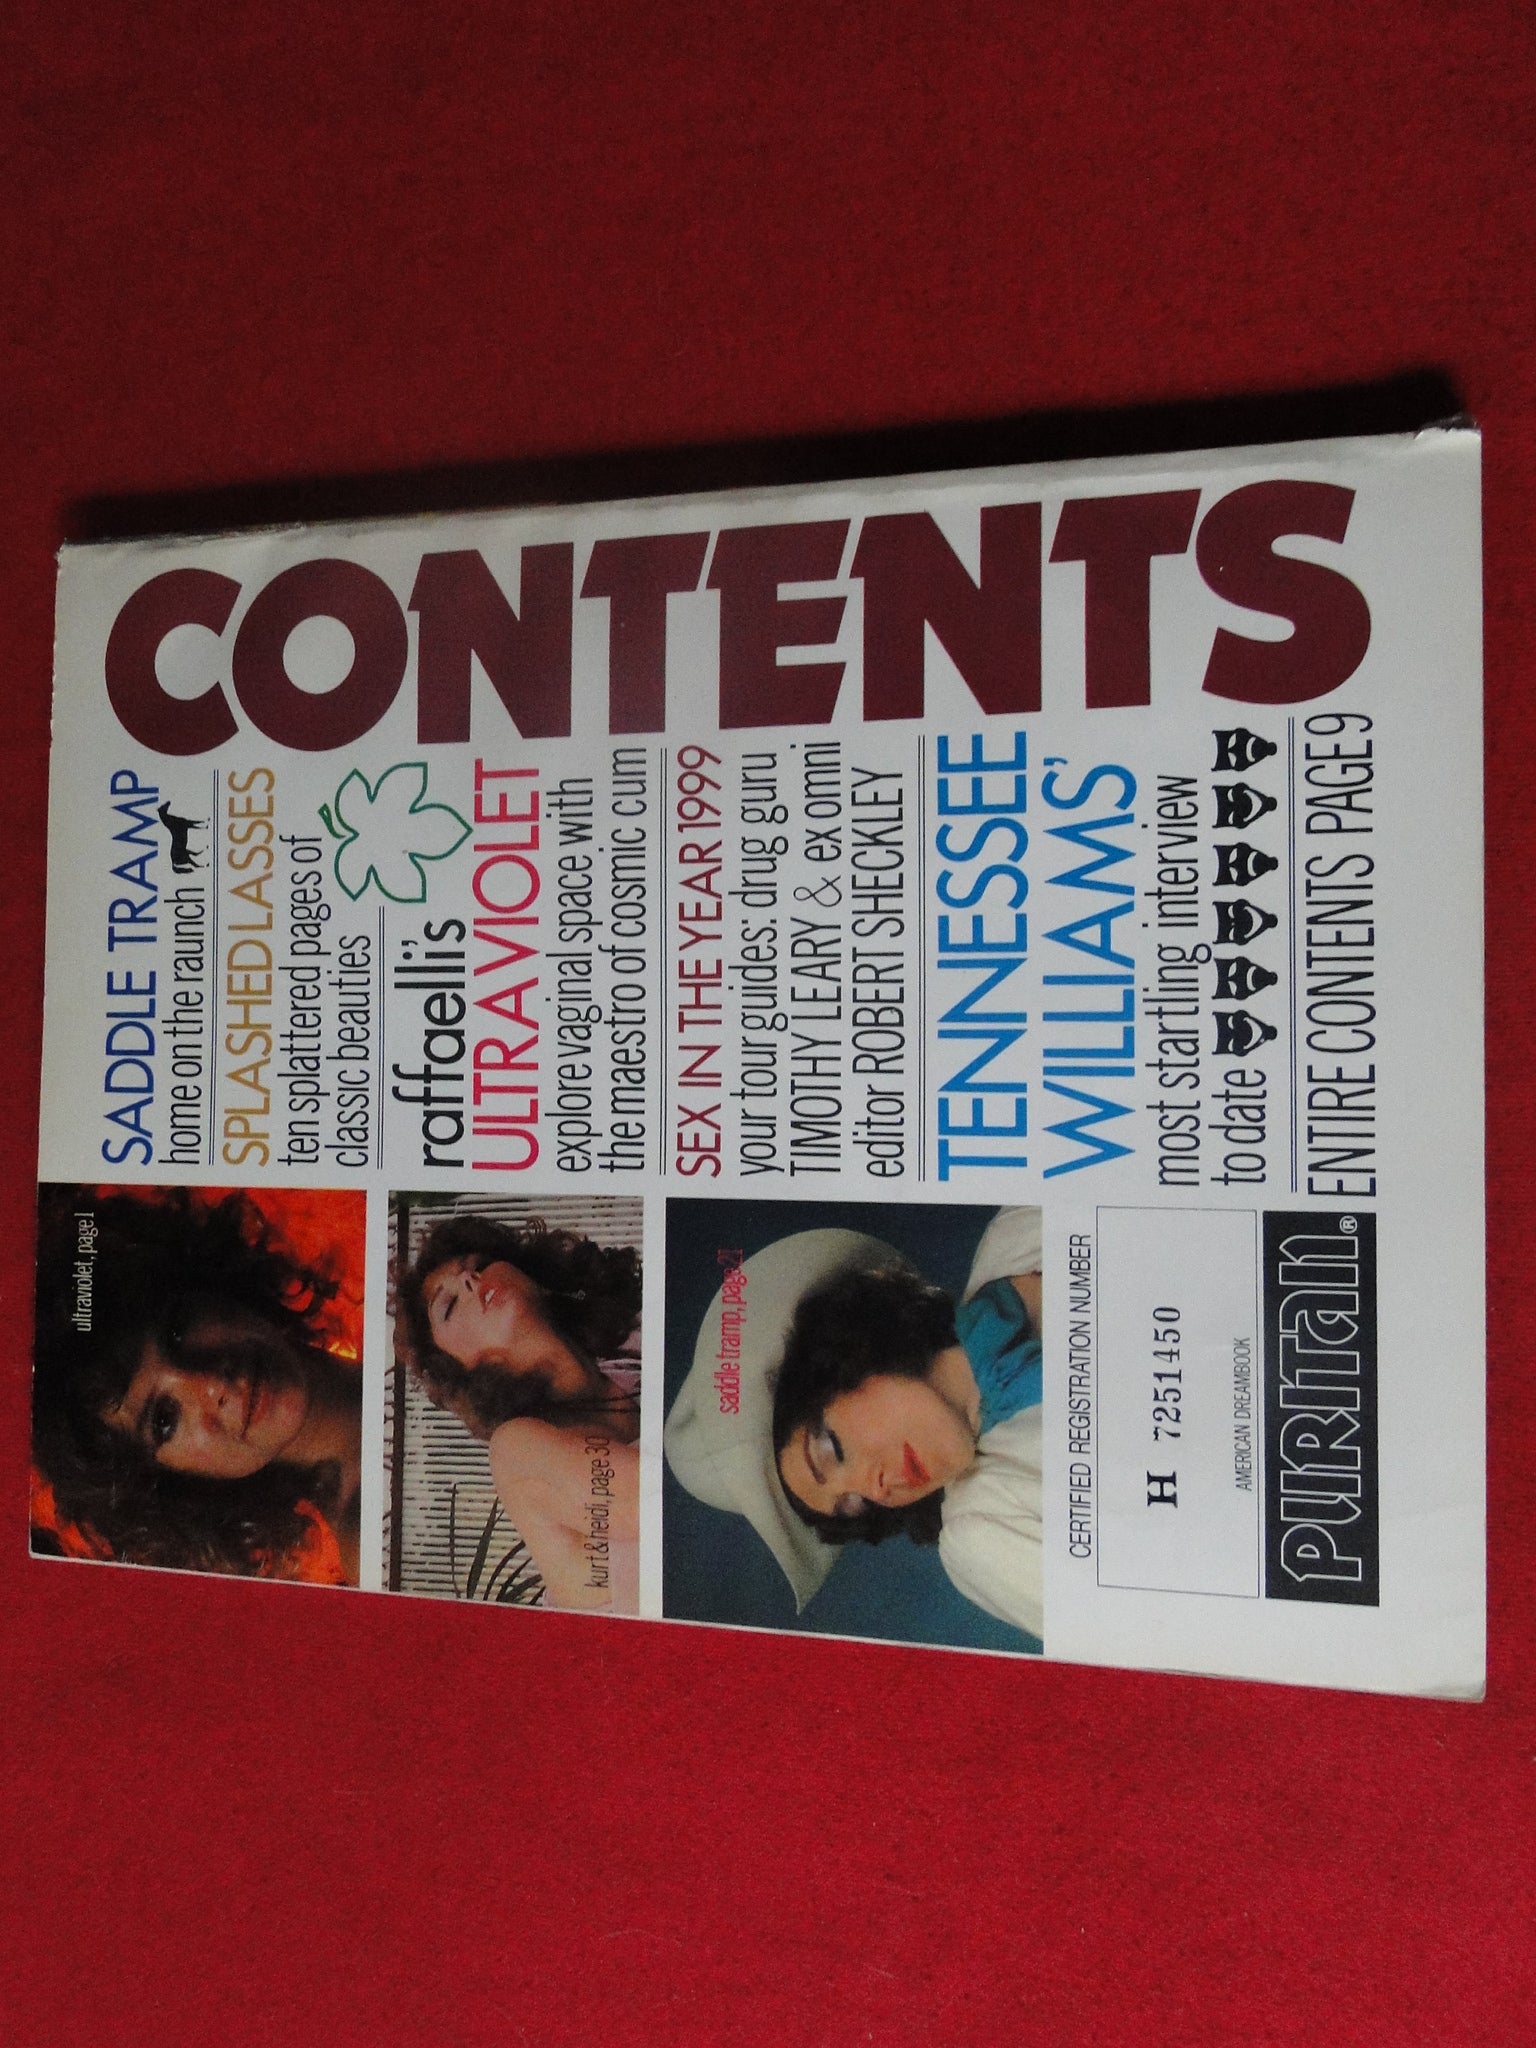 CONTENTS
SADDLE TRAMP
home on the raunch
SPLASHED LASSES
ten splattered pages of
classic beauties
raffaelli's
ULTRAVIOLET
explore vaginal space with
the maestro of cosmic cum
SEX IN THE YEAR 1999
your tour guides: drug guru
TIMOTHY LEARY & ex omni
editor ROBERT SHECKLEY
TENNESSEE
WILLIAMS'
most startling interview
to date
ENTIRE CONTENTS PAGE 9
ultraviolet, page 1
kurt & heidi, page 30
saddle tramp, page 21
CERTIFIED REGISTRATION NUMBER
H 7251450
AMERICAN DREAMBOOK
PURITAN®